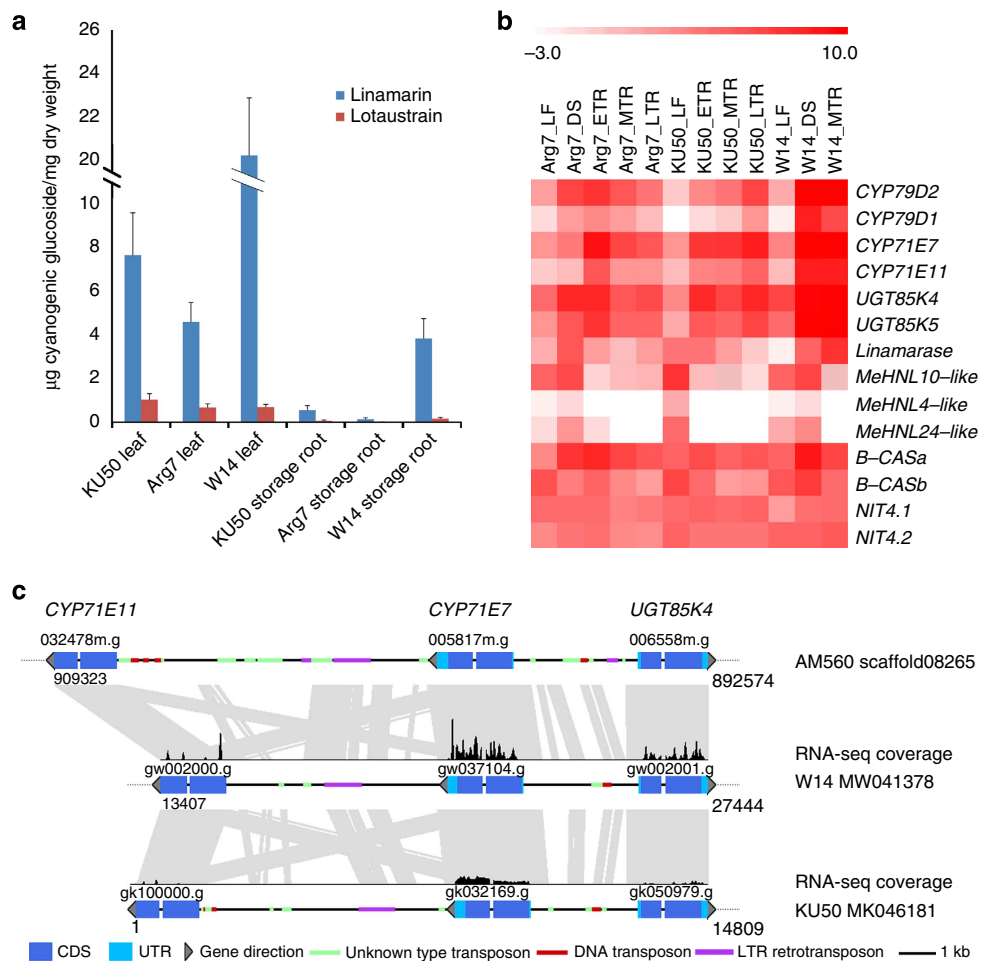 a
µg cyanogenic glucoside/mg dry weight
26
24
22
20
10
8
6
4
2
0
Linamarin
Lotaustrain
KU50 leaf
Arg7 leaf
W14 leaf
KU50 storage root
Arg7 storage root
W14 storage root
b
–3.0 10.0
Arg7_LF
Arg7_DS
Arg7_ETR
Arg7_MTR
Arg7_LTR
KU50_LF
KU50_ETR
KU50_MTR
KU50_LTR
W14_LF
W14_DS
W14_MTR
CYP79D2
CYP79D1
CYP71E7
CYP71E11
UGT85K4
UGT85K5
Linamarase
MeHNL10–like
MeHNL4–like
MeHNL24–like
B–CASa
B–CASb
NIT4.1
NIT4.2
c
CYP71E11 CYP71E7 UGT85K4
032478m.g 005817m.g 006558m.g
AM560 scaffold08265
909323 892574
RNA-seq coverage
gw002000.g gw037104.g gw002001.g
W14 MW041378
13407 27444
RNA-seq coverage
gk100000.g gk032169.g gk050979.g
KU50 MK046181
1 14809
CDS UTR Gene direction Unknown type transposon DNA transposon LTR retrotransposon 1 kb